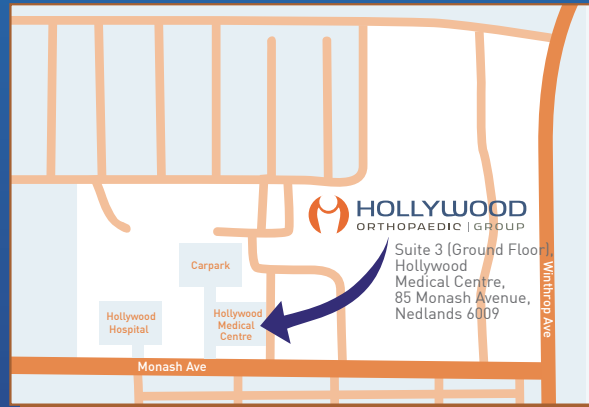 HOLLYWOOD
ORTHOPAEDIC | GROUP
Suite 3 (Ground Floor),
Hollywood
Medical Centre,
85 Monash Avenue,
Nedlands 6009
Winthrop Ave
Carpark
Hollywood
Medical
Centre
Hollywood
Hospital
Monash Ave